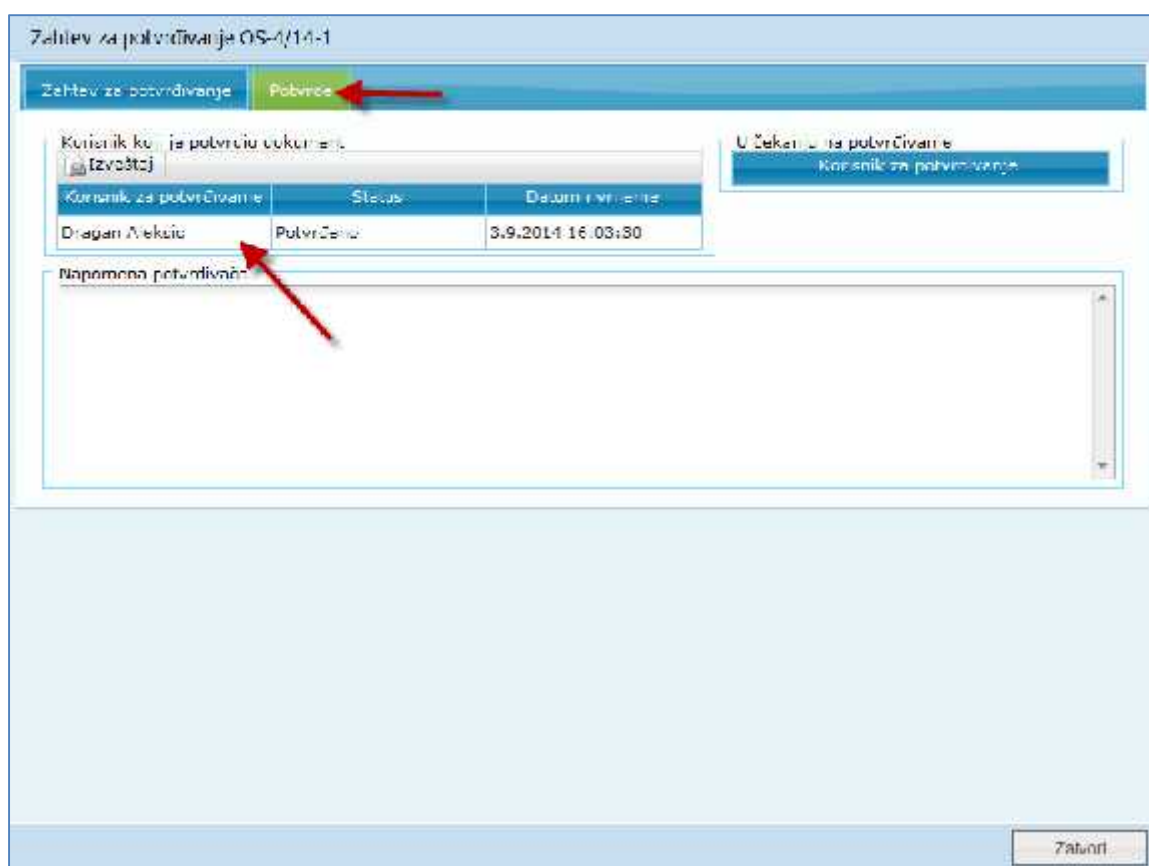 Zahtev za potvrđivanje OS-4/14-1
Zahtev za potvrđivanje Potvrde
Korisnik koji je potvrdio dokument
Izveštaj
Korisnik za potvrđivanje Status Datum i vrijeme
Dragan Aleksić Potvrđeno 3.9.2014 16:03:30
U čekanju na potvrđivanje
Korisnik za potvrđivanje
Napomena potvrđivača
Zatvori